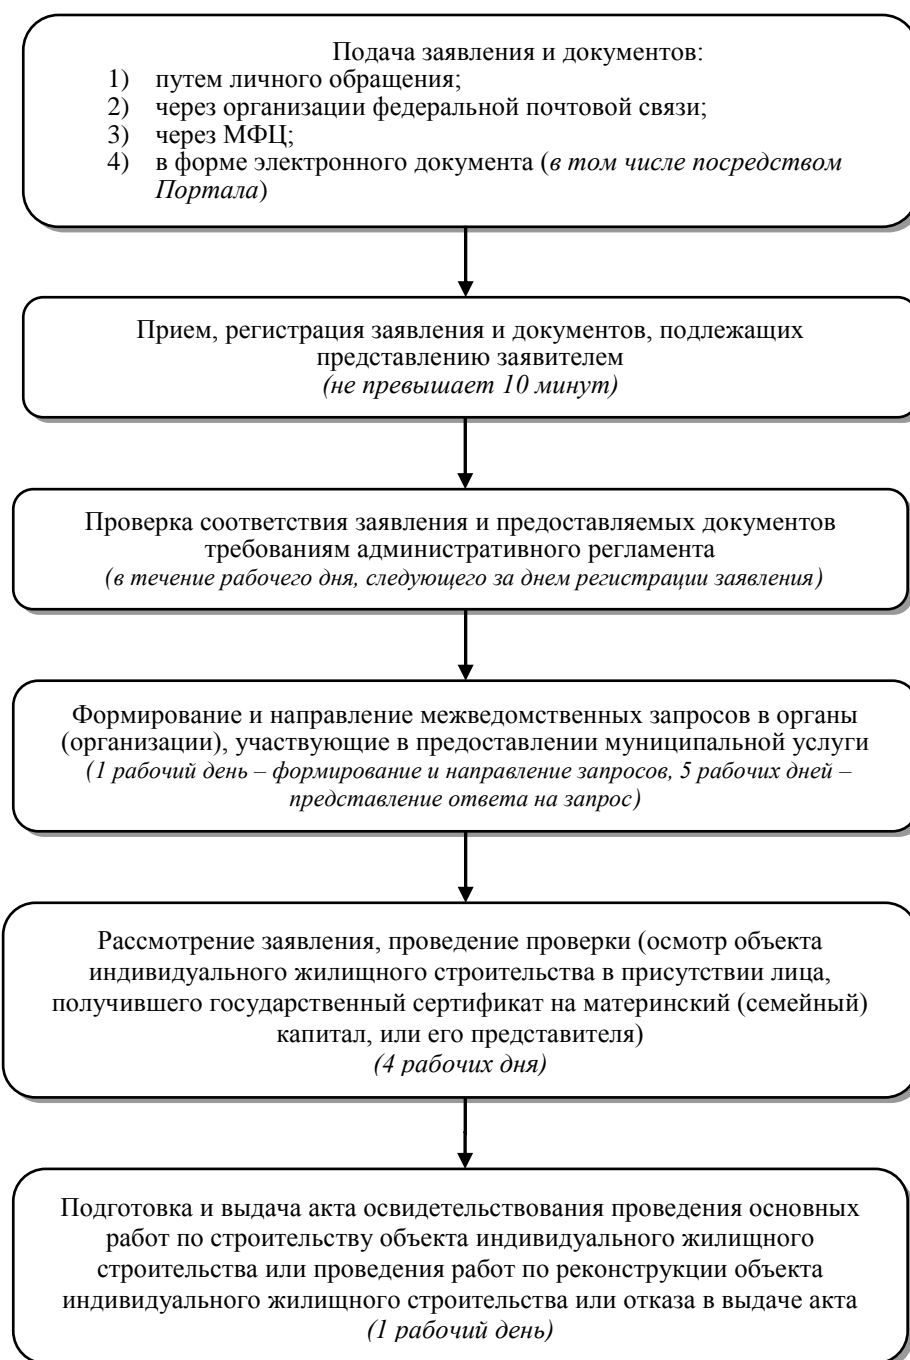 Подача заявления и документов:
1) путем личного обращения;
2) через организации федеральной почтовой связи;
3) через МФЦ;
4) в форме электронного документа (в том числе посредством
Портала)
Прием, регистрация заявления и документов, подлежащих
представлению заявителем
(не превышает 10 минут)
Проверка соответствия заявления и предоставляемых документов
требованиям административного регламента
(в течение рабочего дня, следующего за днем регистрации заявления)
Формирование и направление межведомственных запросов в органы
(организации), участвующие в предоставлении муниципальной услуги
(1 рабочий день – формирование и направление запросов, 5 рабочих дней –
представление ответа на запрос)
Рассмотрение заявления, проведение проверки (осмотр объекта
индивидуального жилищного строительства в присутствии лица,
получившего государственный сертификат на материнский (семейный)
капитал, или его представителя)
(4 рабочих дня)
Подготовка и выдача акта освидетельствования проведения основных
работ по строительству объекта индивидуального жилищного
строительства или проведения работ по реконструкции объекта
индивидуального жилищного строительства или отказа в выдаче акта
(1 рабочий день)